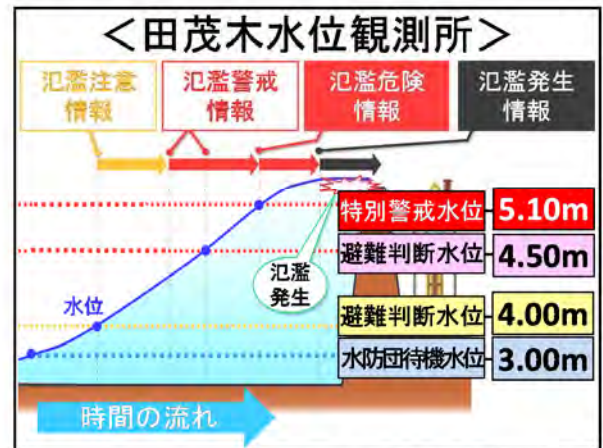 ＜田茂木水位観測所＞
氾濫注意
情報
氾濫警戒
情報
氾濫危険
情報
氾濫発生
情報
特別警戒水位 5.10m
避難判断水位 4.50m
氾濫
発生
水位
避難判断水位 4.00m
水防団待機水位 3.00m
時間の流れ